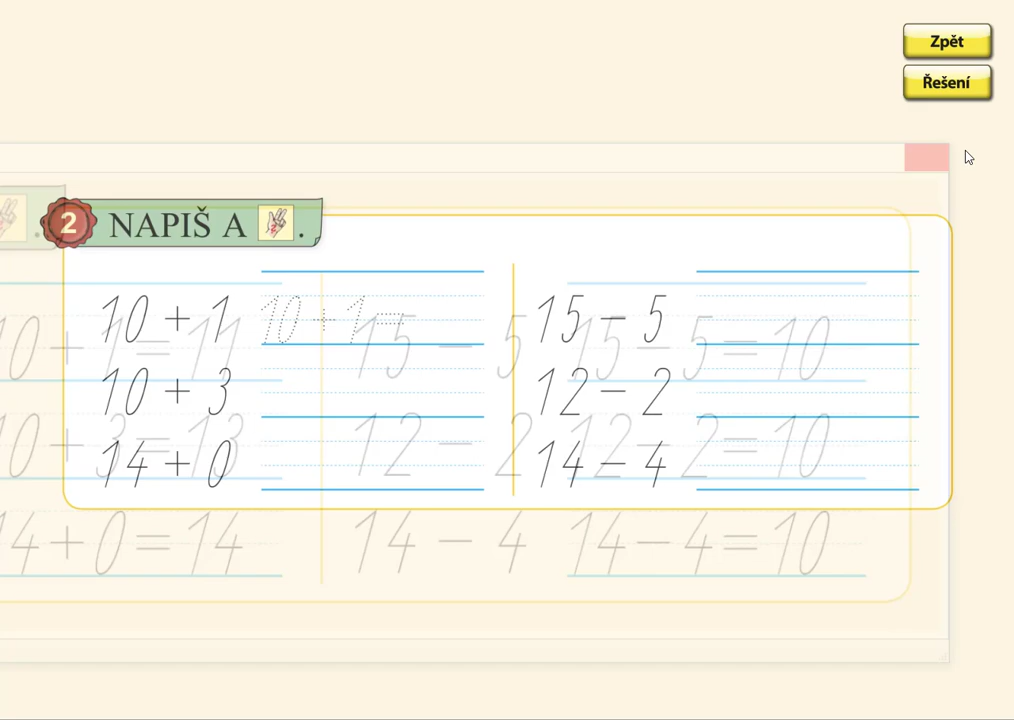 Zpět
Řešení
2 NAPIŠ A .
10 + 1 10 + 1 = 15 - 5
10 + 3 12 - 2
14 + 0 14 - 4
10 + 1 = 11 15 - 5 15 - 5 = 10
10 + 3 = 13 12 - 2 12 - 2 = 10
14 + 0 = 14 14 - 4 14 - 4 = 10